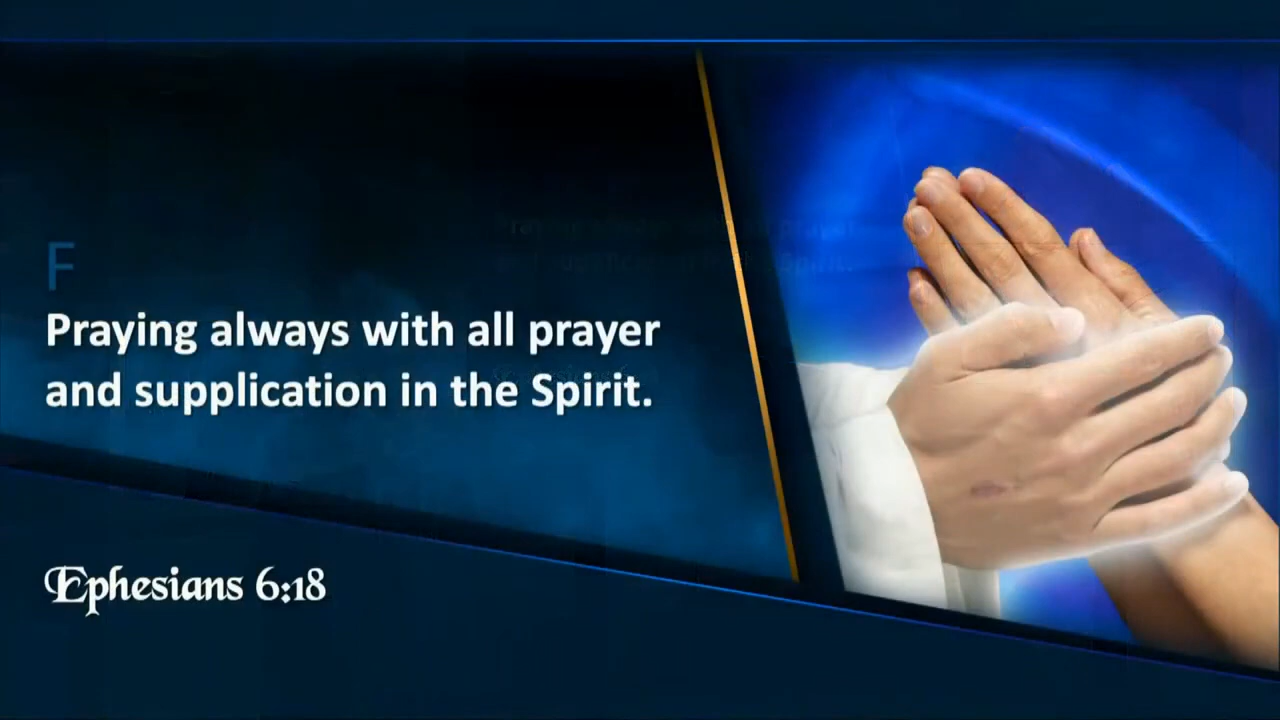 F
Praying always with all prayer
and supplication in the Spirit.
Ephesians 6:18